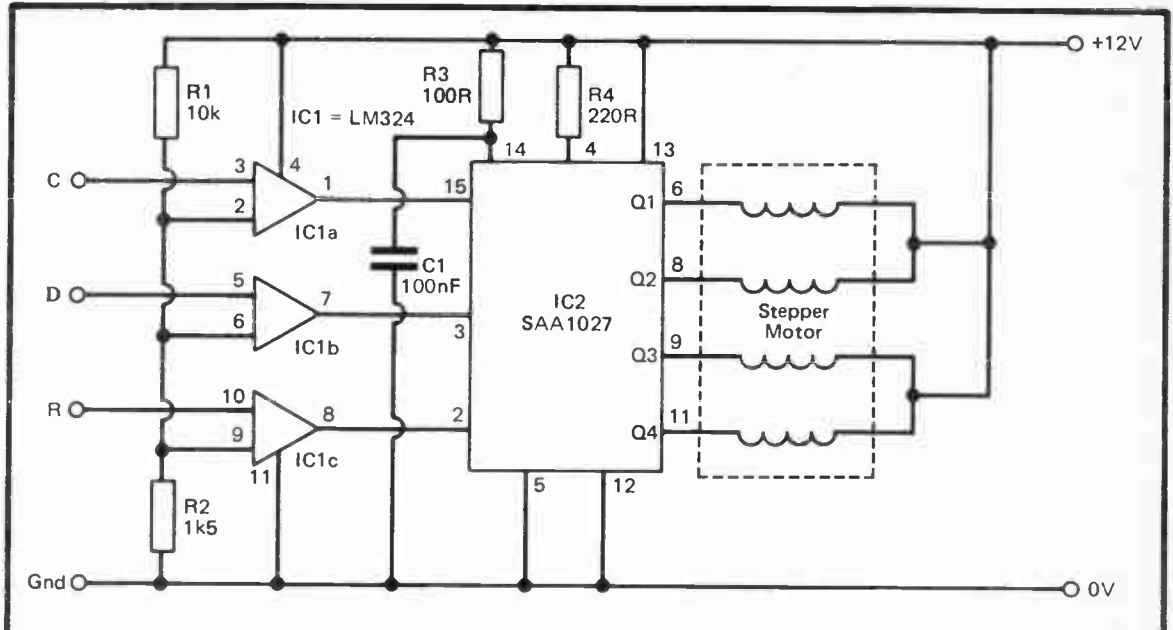 +12V
R1
10k
IC1 = LM324
R3
100R
R4
220R
14
4
13
C
3
4
2
1
IC1a
15
D
5
6
7
IC1b
3
R
10
9
8
11
IC1c
2
C1
100nF
IC2
SAA1027
Q1
6
Q2
8
Q3
9
Q4
11
Stepper
Motor
5
12
R2
1k5
Gnd
0V